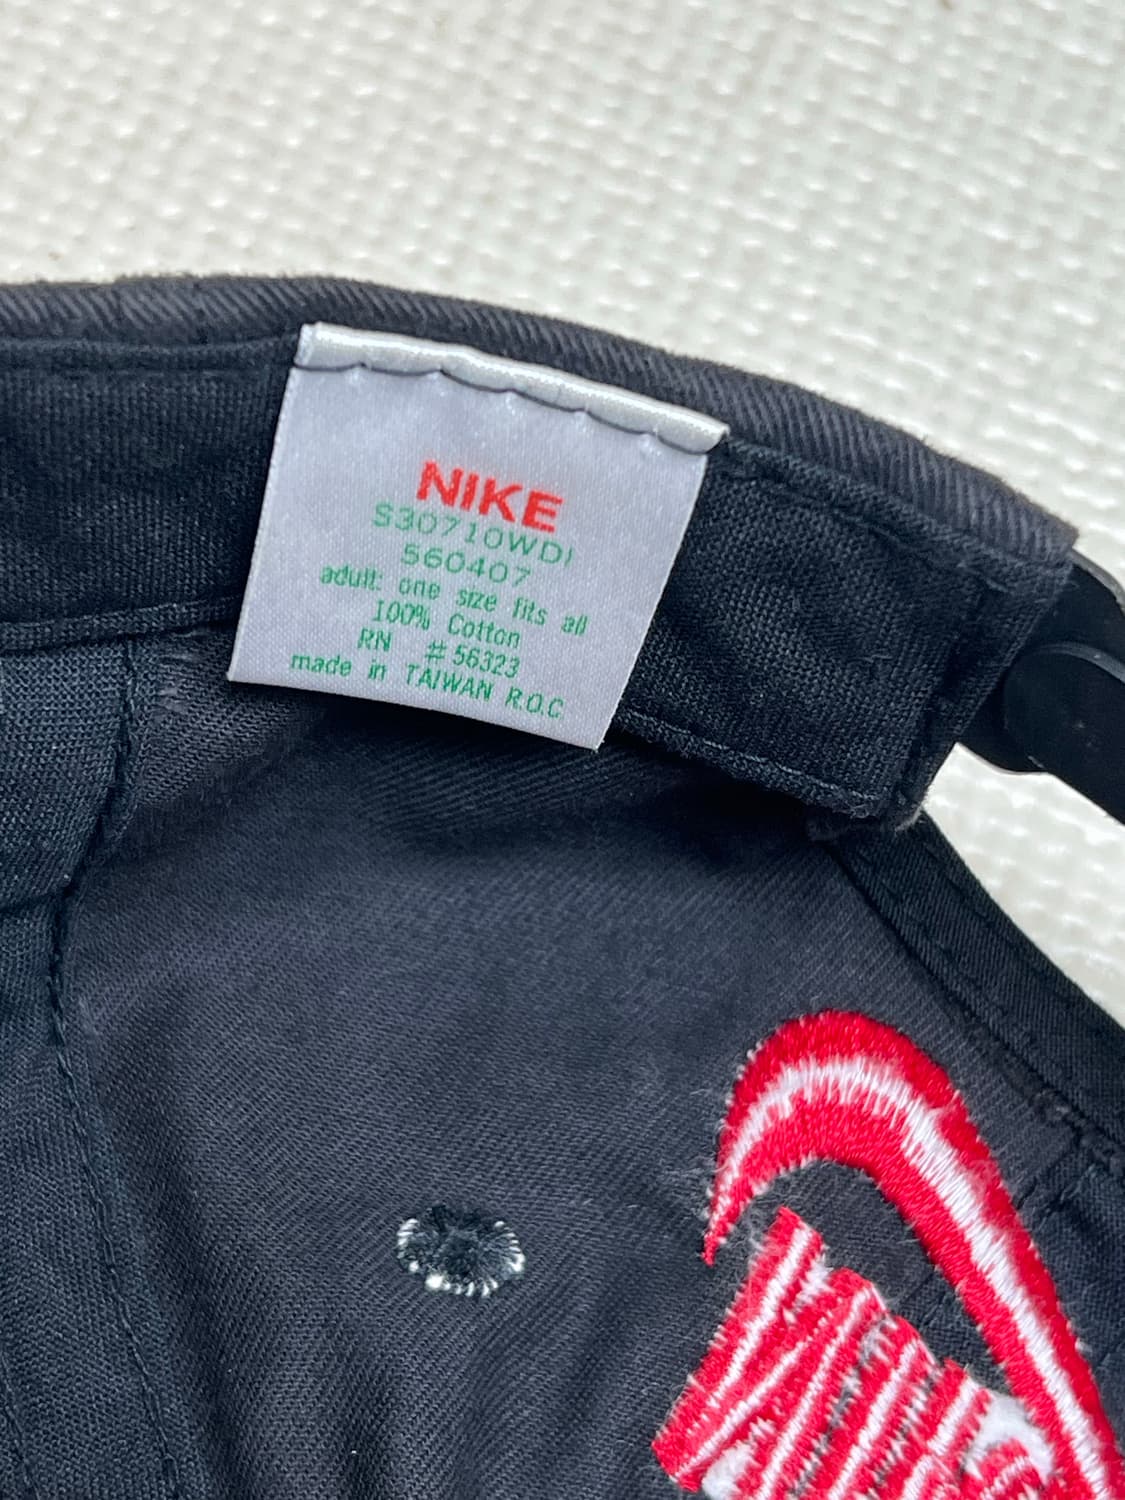 NIKE
S30710WDI
560407
adult: one size fits all
100% Cotton
RN # 56323
made in TAIWAN R.O.C.